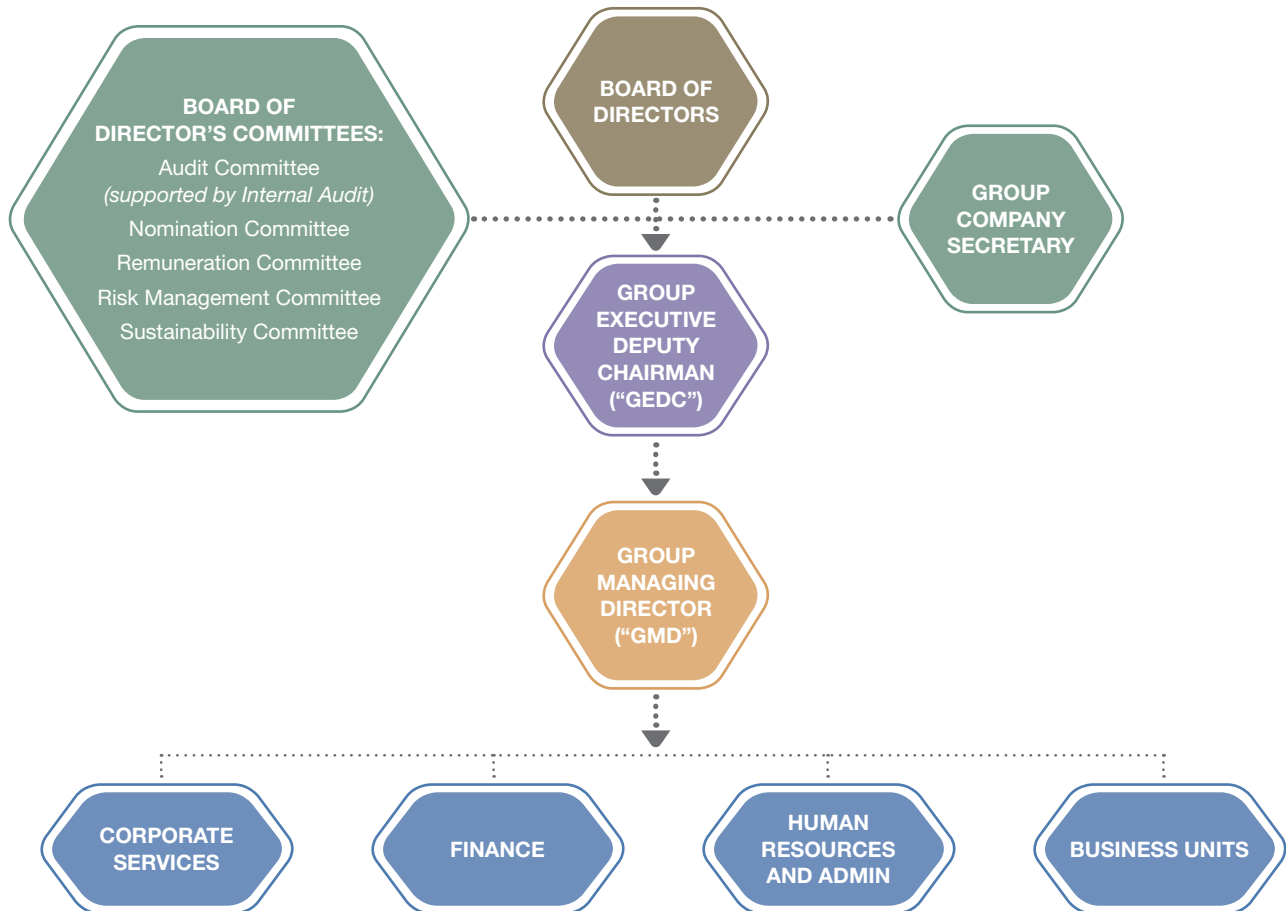 BOARD OF
DIRECTOR’S COMMITTEES:
Audit Committee
(supported by Internal Audit)
Nomination Committee
Remuneration Committee
Risk Management Committee
Sustainability Committee
BOARD OF
DIRECTORS
GROUP
COMPANY
SECRETARY
GROUP
EXECUTIVE
DEPUTY
CHAIRMAN
(“GEDC”)
GROUP
MANAGING
DIRECTOR
(“GMD”)
CORPORATE
SERVICES
FINANCE
HUMAN
RESOURCES
AND ADMIN
BUSINESS UNITS